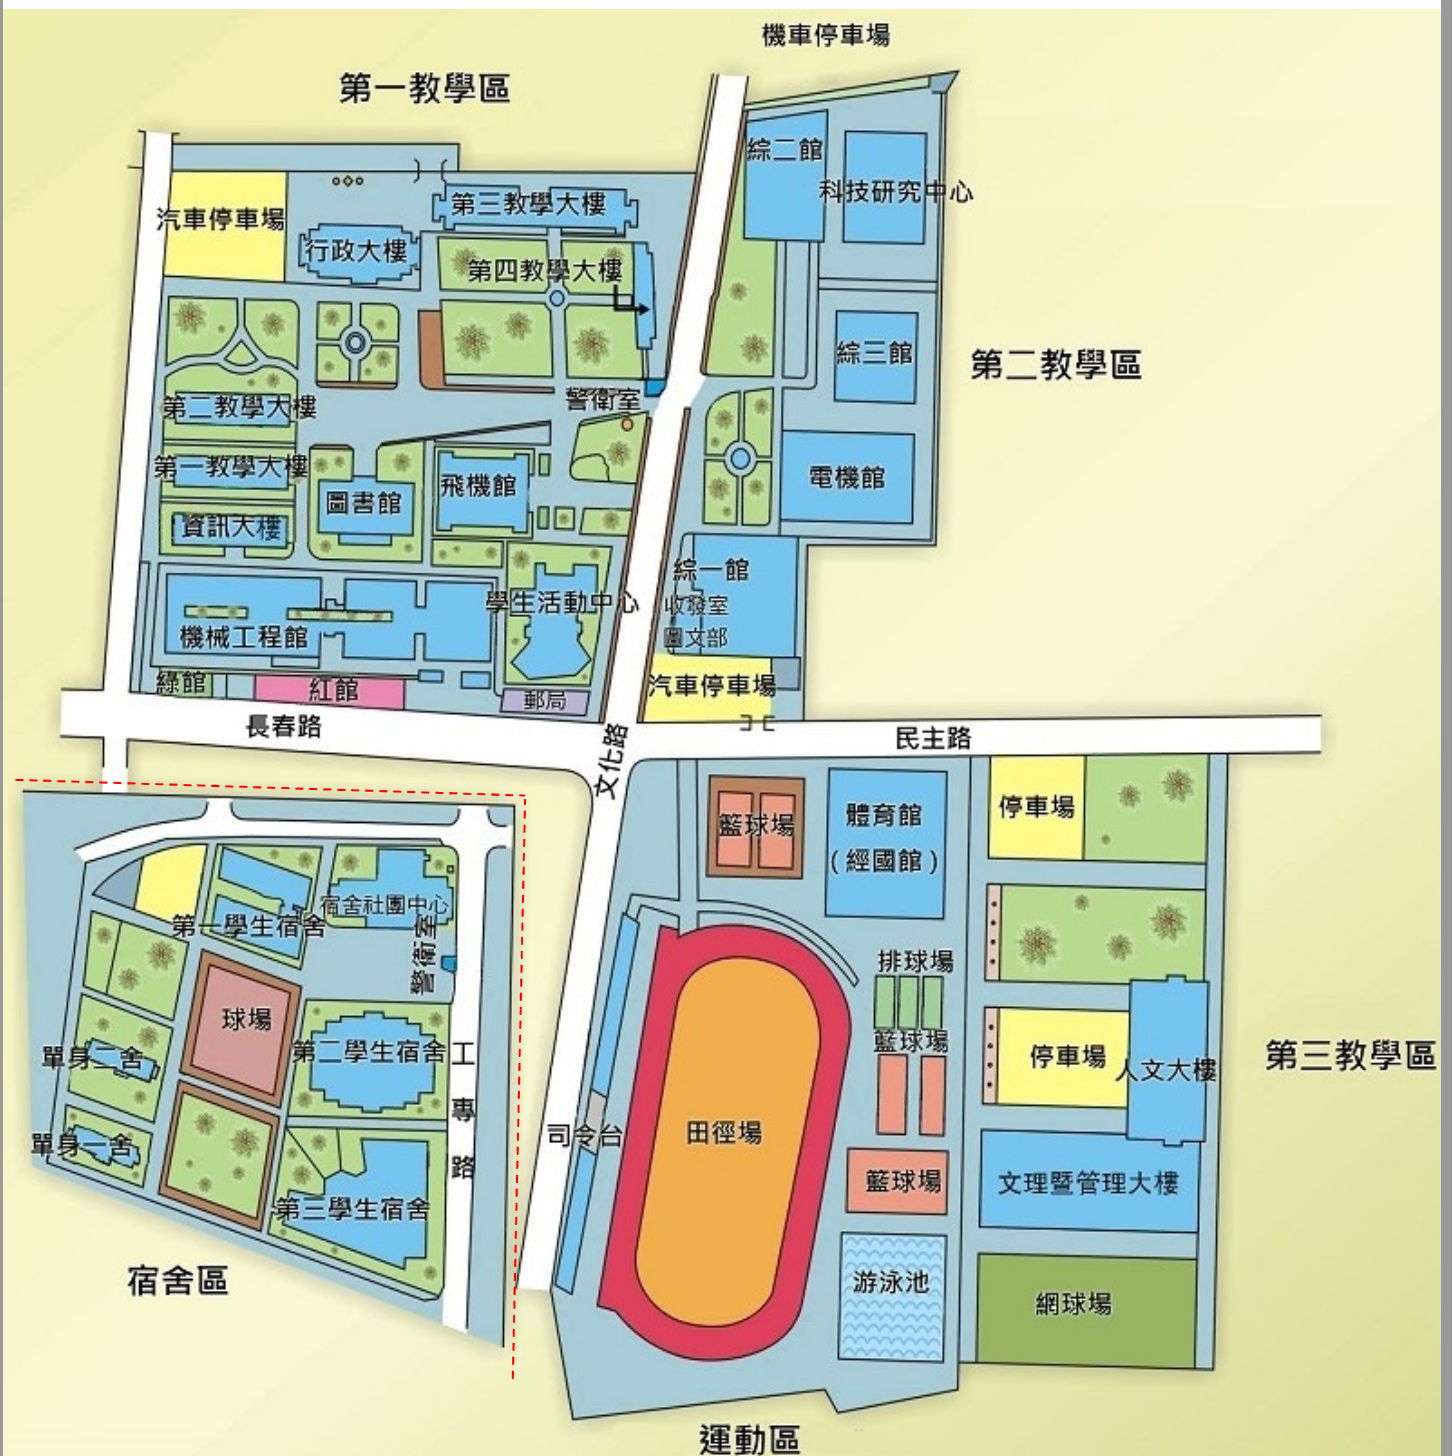 機車停車場
第一教學區
綜二館
科技研究中心
第三教學大樓
汽車停車場
行政大樓
第四教學大樓
綜三館
第二教學區
警衛室
第二教學大樓
第一教學大樓
圖書館
飛機館
電機館
資訊大樓
綜一館
收發室
圖文部
學生活動中心
機械工程館
綠館
紅館
郵局
汽車停車場
長春路
文化路
民主路
籃球場
體育館
(經國館)
停車場
宿舍社團中心
第一學生宿舍
警衛室
排球場
球場
籃球場
第二學生宿舍
工專路
單身二舍
停車場
人文大樓
第三教學區
單身一舍
司令台
田徑場
籃球場
文理暨管理大樓
第三學生宿舍
宿舍區
游泳池
網球場
運動區